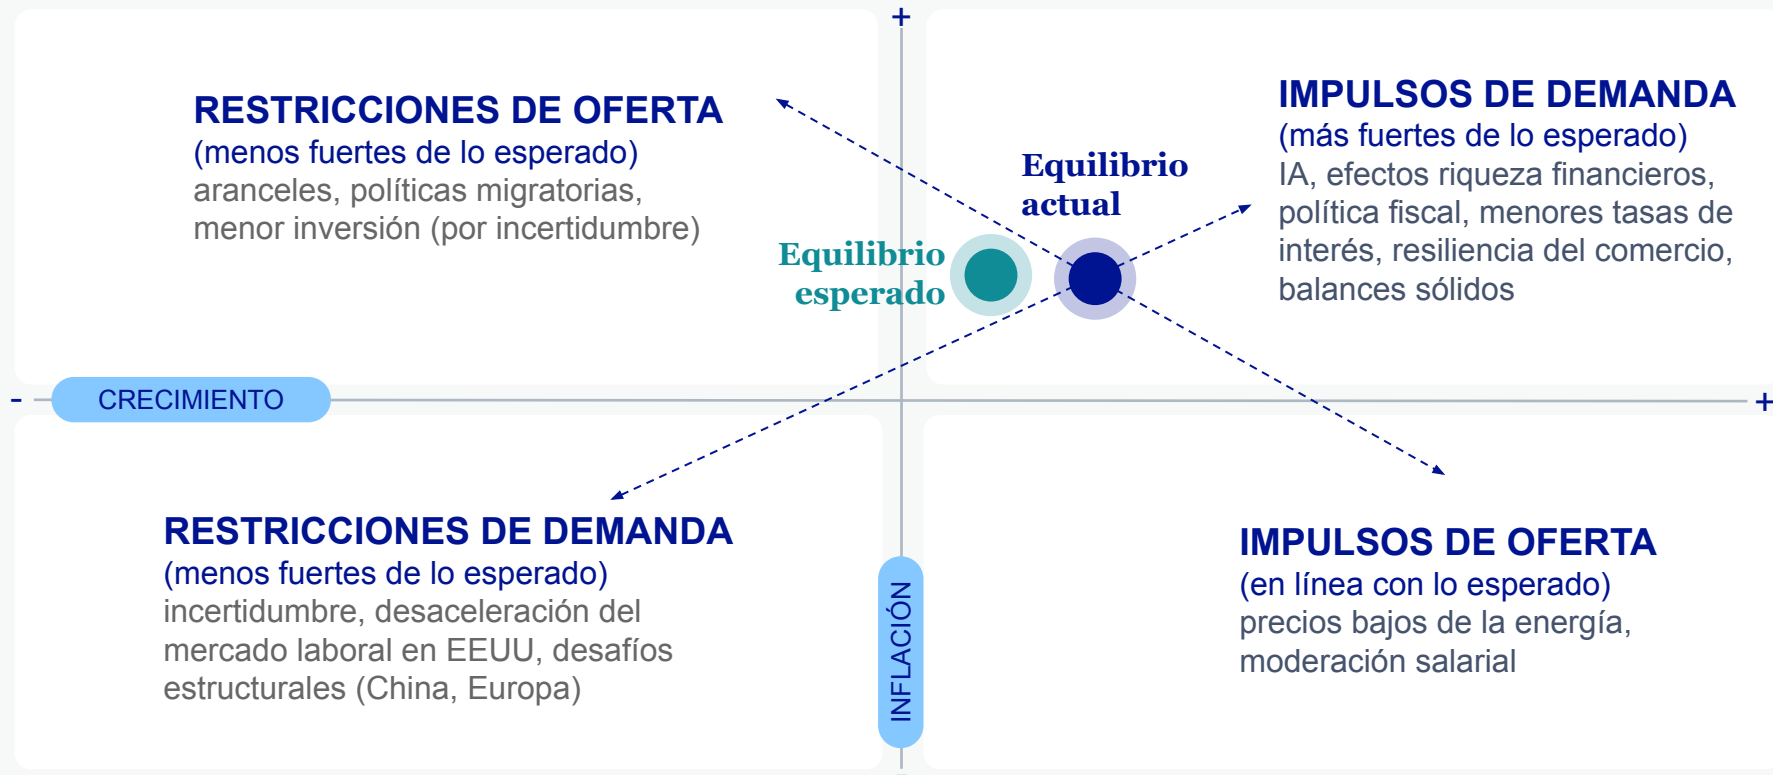 +
RESTRICCIONES DE OFERTA
(menos fuertes de lo esperado)
aranceles, políticas migratorias,
menor inversión (por incertidumbre)
IMPULSOS DE DEMANDA
(más fuertes de lo esperado)
IA, efectos riqueza financieros,
política fiscal, menores tasas de
interés, resiliencia del comercio,
balances sólidos
Equilibrio
actual
Equilibrio
esperado
-
CRECIMIENTO
+
RESTRICCIONES DE DEMANDA
(menos fuertes de lo esperado)
incertidumbre, desaceleración del
mercado laboral en EEUU, desafíos
estructurales (China, Europa)
INFLACIÓN
IMPULSOS DE OFERTA
(en línea con lo esperado)
precios bajos de la energía,
moderación salarial
-